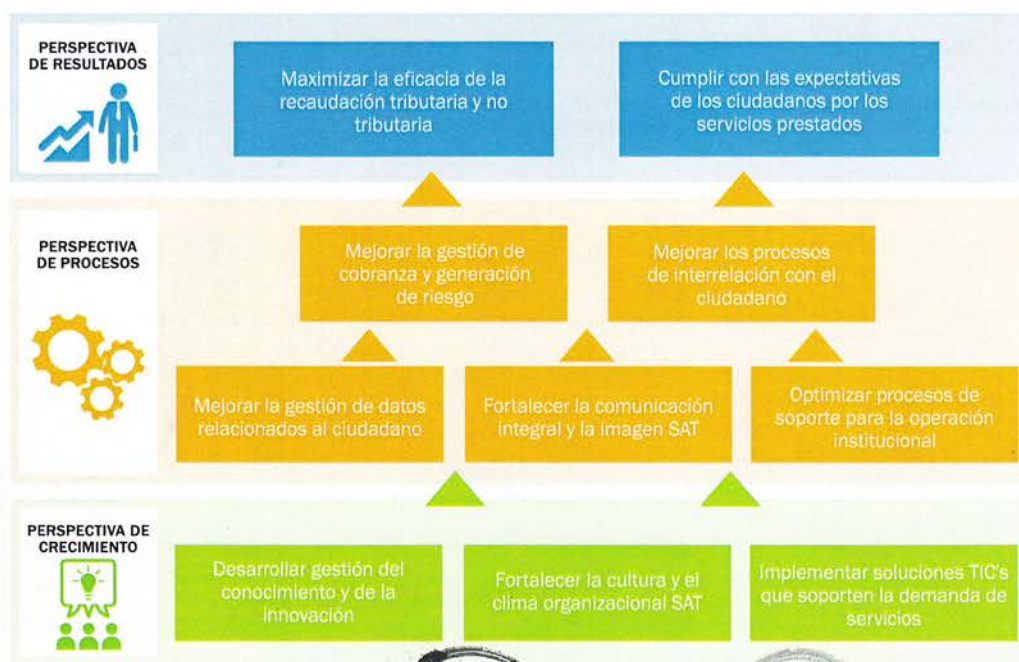 PERSPECTIVA
DE RESULTADOS
Maximizar la eficacia de la
recaudación tributaria y no
tributaria
Cumplir con las expectativas
de los ciudadanos por los
servicios prestados
PERSPECTIVA
DE PROCESOS
Mejorar la gestión de
cobranza y generación
de riesgo
Mejorar los procesos
de interrelación con el
ciudadano
Mejorar la gestión de datos
relacionados al ciudadano
Fortalecer la comunicación
integral y la imagen SAT
Optimizar procesos de
soporte para la operación
institucional
PERSPECTIVA DE
CRECIMIENTO
Desarrollar gestión del
conocimiento y de la
innovación
Fortalecer la cultura y el
clima organizacional SAT
Implementar soluciones TIC's
que soporten la demanda de
servicios